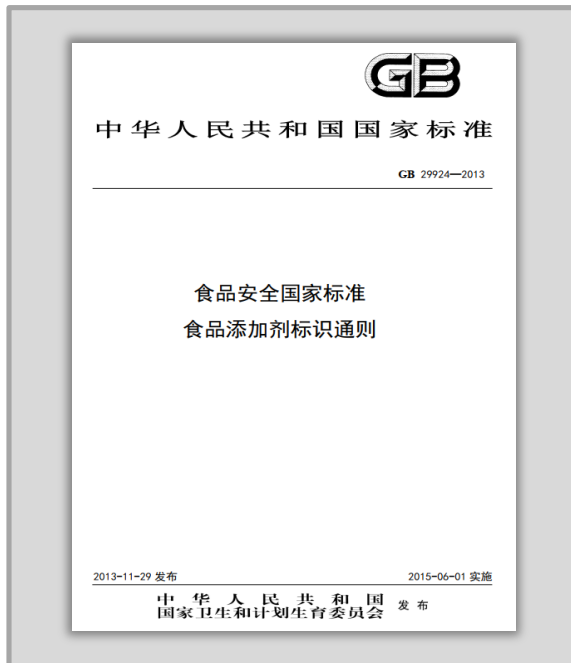 GB
中华人民共和国国家标准
GB 29924—2013
食品安全国家标准
食品添加剂标识通则
2013-11-29 发布
2015-06-01 实施
中华人民共和国
国家卫生和计划生育委员会 发布